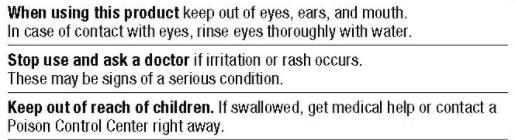 When using this product keep out of eyes, ears, and mouth.
In case of contact with eyes, rinse eyes thoroughly with water.
Stop use and ask a doctor if irritation or rash occurs.
These may be signs of a serious condition.
Keep out of reach of children. If swallowed, get medical help or contact a
Poison Control Center right away.